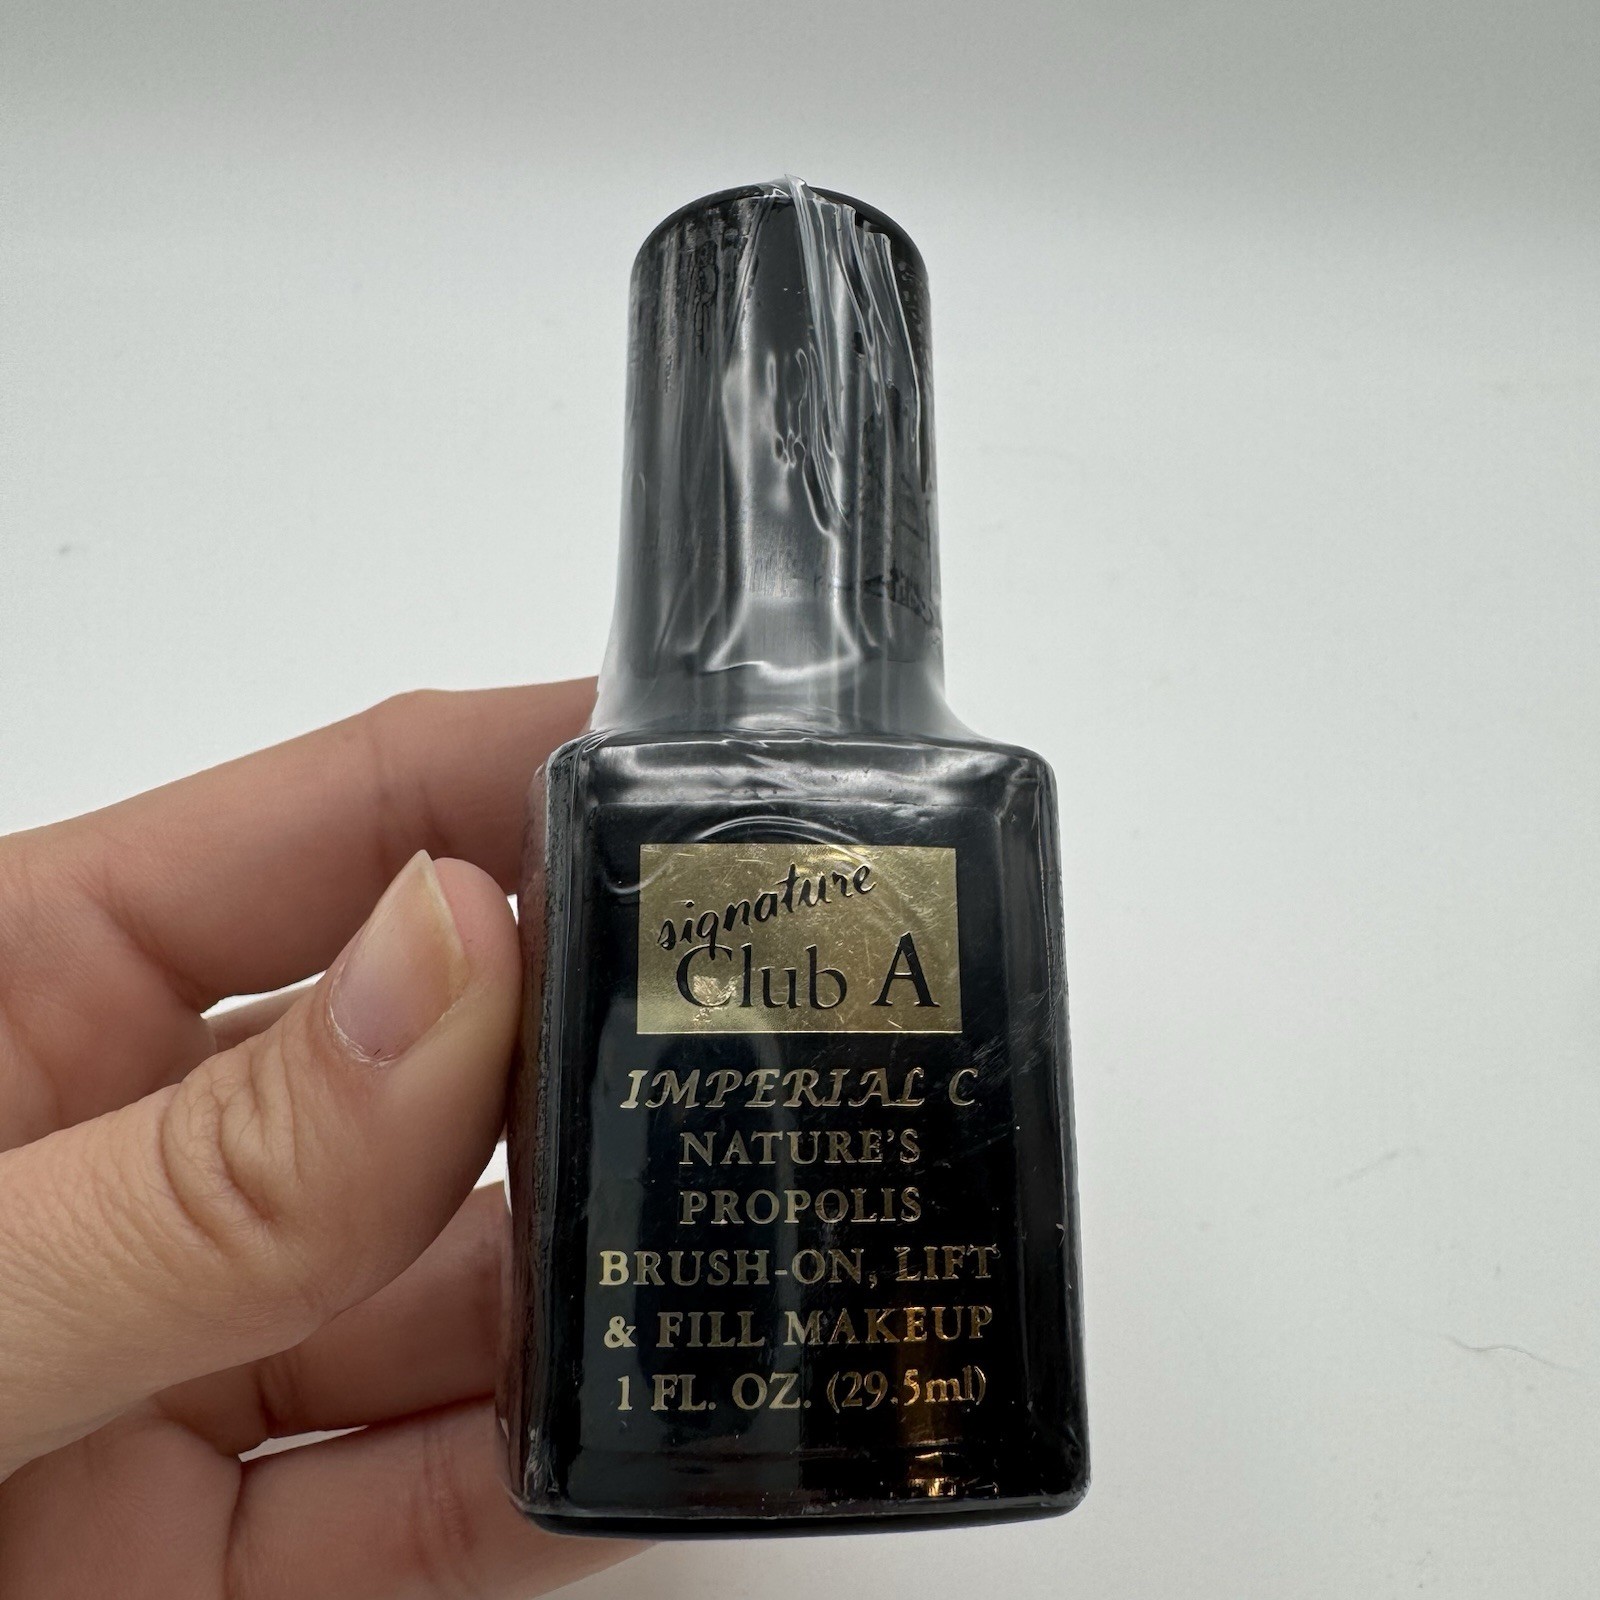 signature
Club A
IMPERIAL C
NATURE'S
PROPOLIS
BRUSH-ON, LIFT
& FILL MAKEUP
1 FL. OZ. (29.5ml)